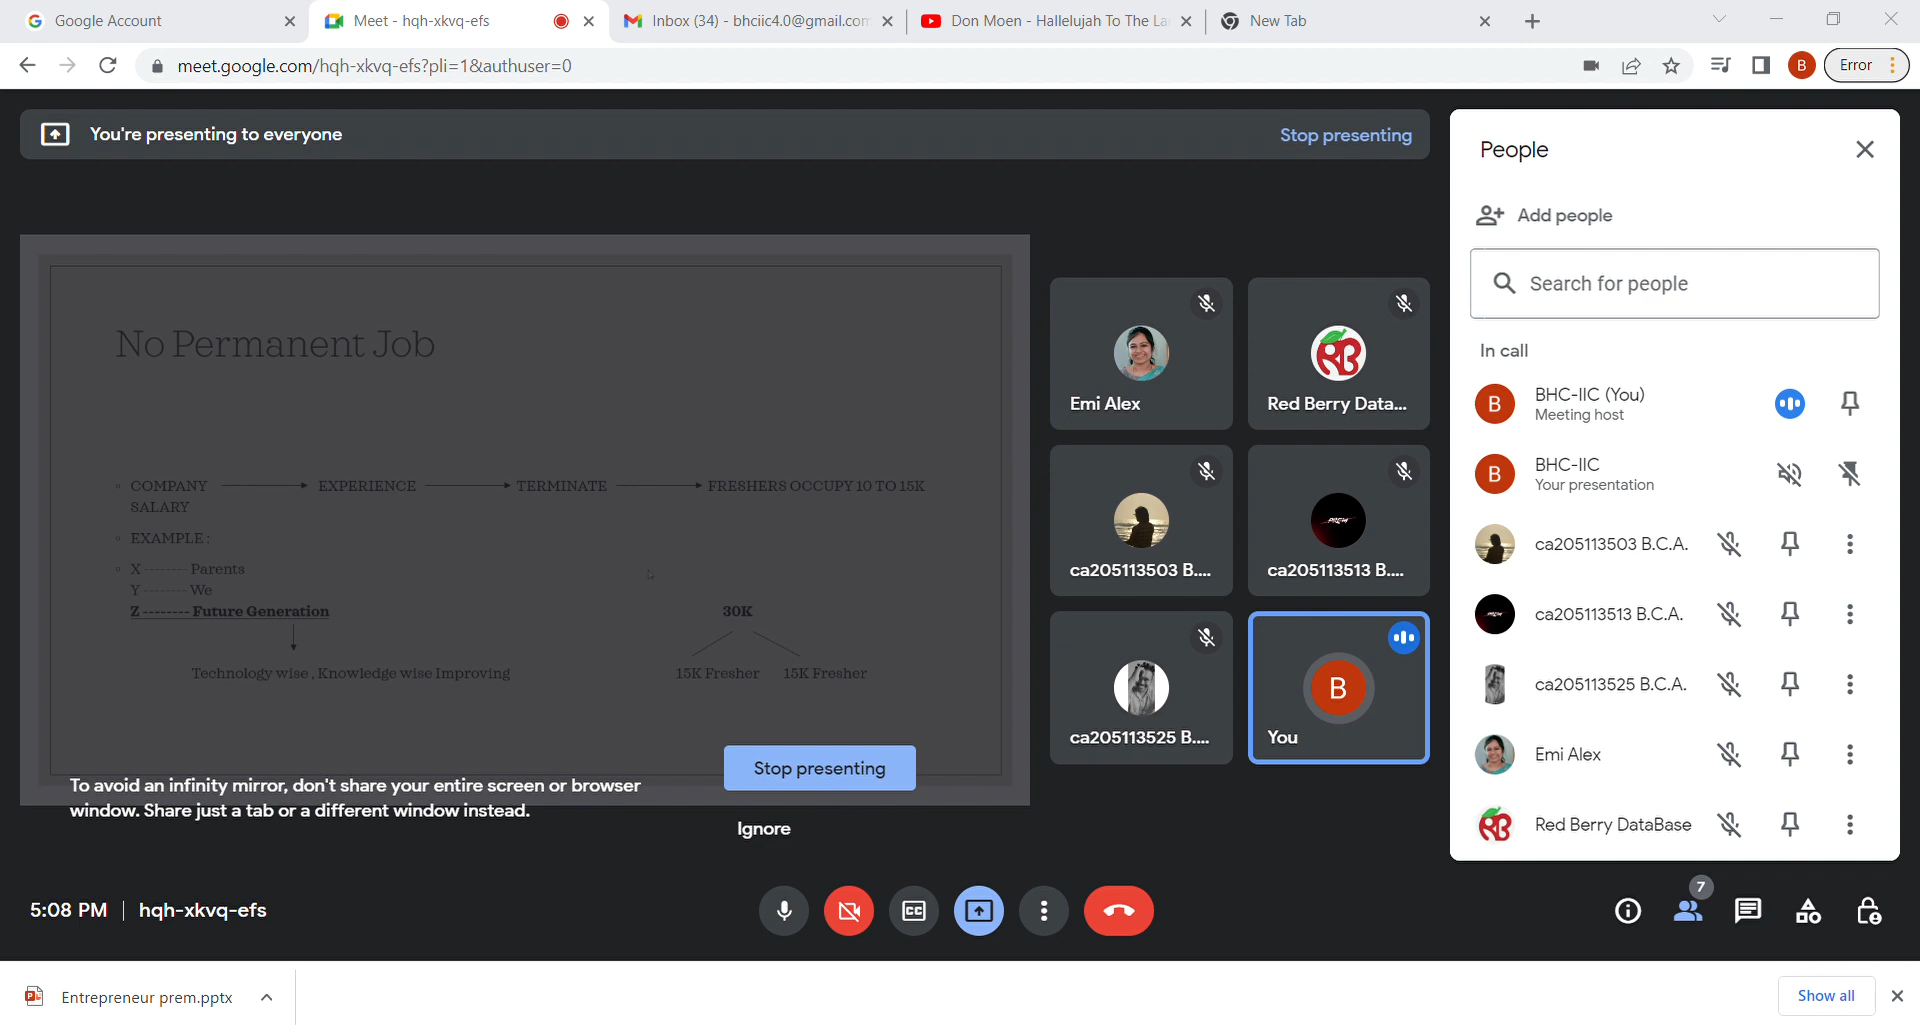 Google Account
Meet - hqh-xkvq-efs
Inbox (34) - bhciic4.0@gmail.com
Don Moen - Hallelujah To The La
New Tab
meet.google.com/hqh-xkvq-efs?pli=1&authuser=0
B
Error
You're presenting to everyone
Stop presenting
No Permanent Job
COMPANY EXPERIENCE TERMINATE FRESHERS OCCUPY 10 TO 15K
SALARY
EXAMPLE :
X -------- Parents
Y -------- We
Z -------- Future Generation
30K
Technology wise , Knowledge wise Improving
15K Fresher 15K Fresher
To avoid an infinity mirror, don't share your entire screen or browser
window. Share just a tab or a different window instead.
Stop presenting
Ignore
Emi Alex
RB
Red Berry Data...
ca205113503 B....
PREM
ca205113513 B....
ca205113525 B....
B
You
People
Add people
Search for people
In call
B
BHC-IIC (You)
Meeting host
B
BHC-IIC
Your presentation
ca205113503 B.C.A.
ca205113513 B.C.A.
ca205113525 B.C.A.
Emi Alex
RB
Red Berry DataBase
5:08 PM | hqh-xkvq-efs
CC
7
Entrepreneur prem.pptx
Show all